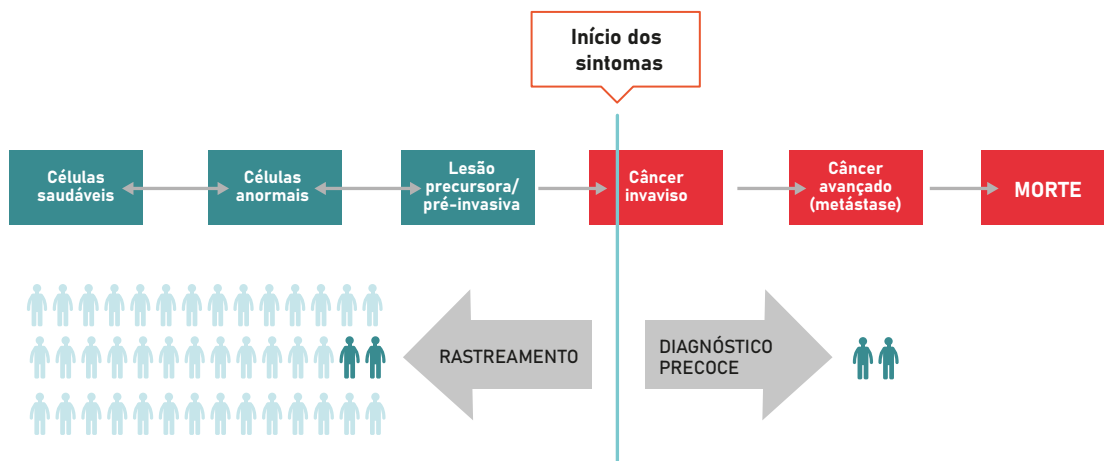 Início dos
sintomas
Células
saudáveis
Células
anormais
Lesão
precursora/
pré-invasiva
Câncer
invaviso
Câncer
avançado
(metástase)
MORTE
RASTREAMENTO
DIAGNÓSTICO
PRECOCE